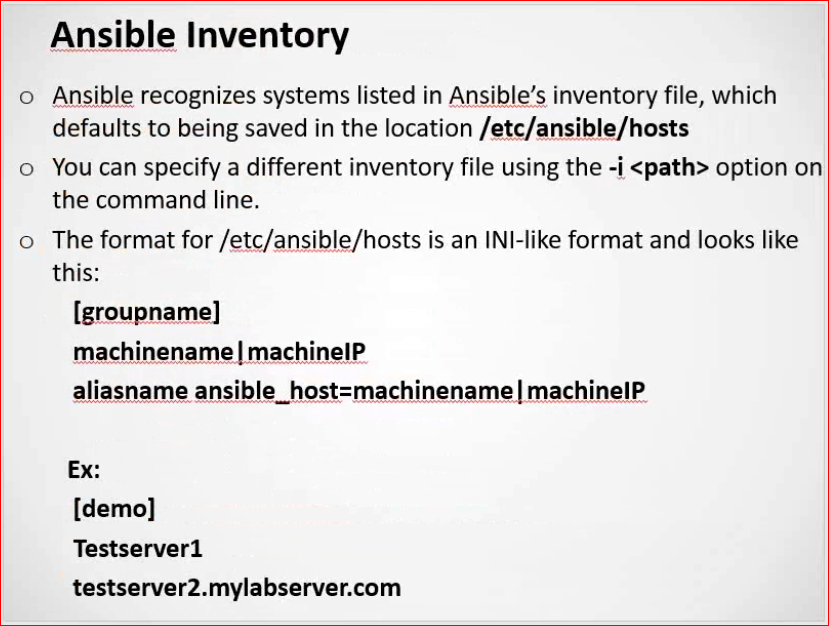 Ansible Inventory
o Ansible recognizes systems listed in Ansible's inventory file, which
defaults to being saved in the location /etc/ansible/hosts
o You can specify a different inventory file using the -i <path> option on
the command line.
o The format for /etc/ansible/hosts is an INI-like format and looks like
this:
[groupname]
machinename|machineIP
aliasname ansible_host=machinename|machineIP
Ex:
[demo]
Testserver1
testserver2.mylabserver.com